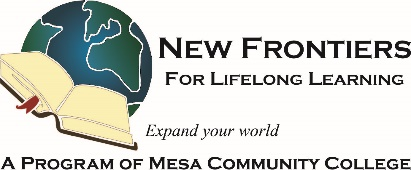 NEW FRONTIERS
FOR LIFELONG LEARNING
Expand your world
A PROGRAM OF MESA COMMUNITY COLLEGE